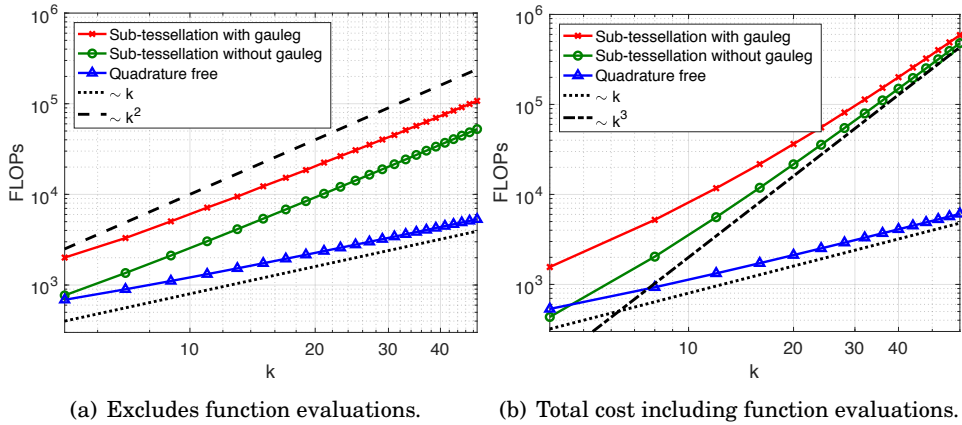 10^6
10^5
10^4
10^3
FLOPs
Sub-tessellation with gauleg
Sub-tessellation without gauleg
Quadrature free
~ k
~ k^2
10
20
30
40
k
(a) Excludes function evaluations.
10^6
10^5
10^4
10^3
FLOPs
Sub-tessellation with gauleg
Sub-tessellation without gauleg
Quadrature free
~ k
~ k^3
10
20
30
40
k
(b) Total cost including function evaluations.